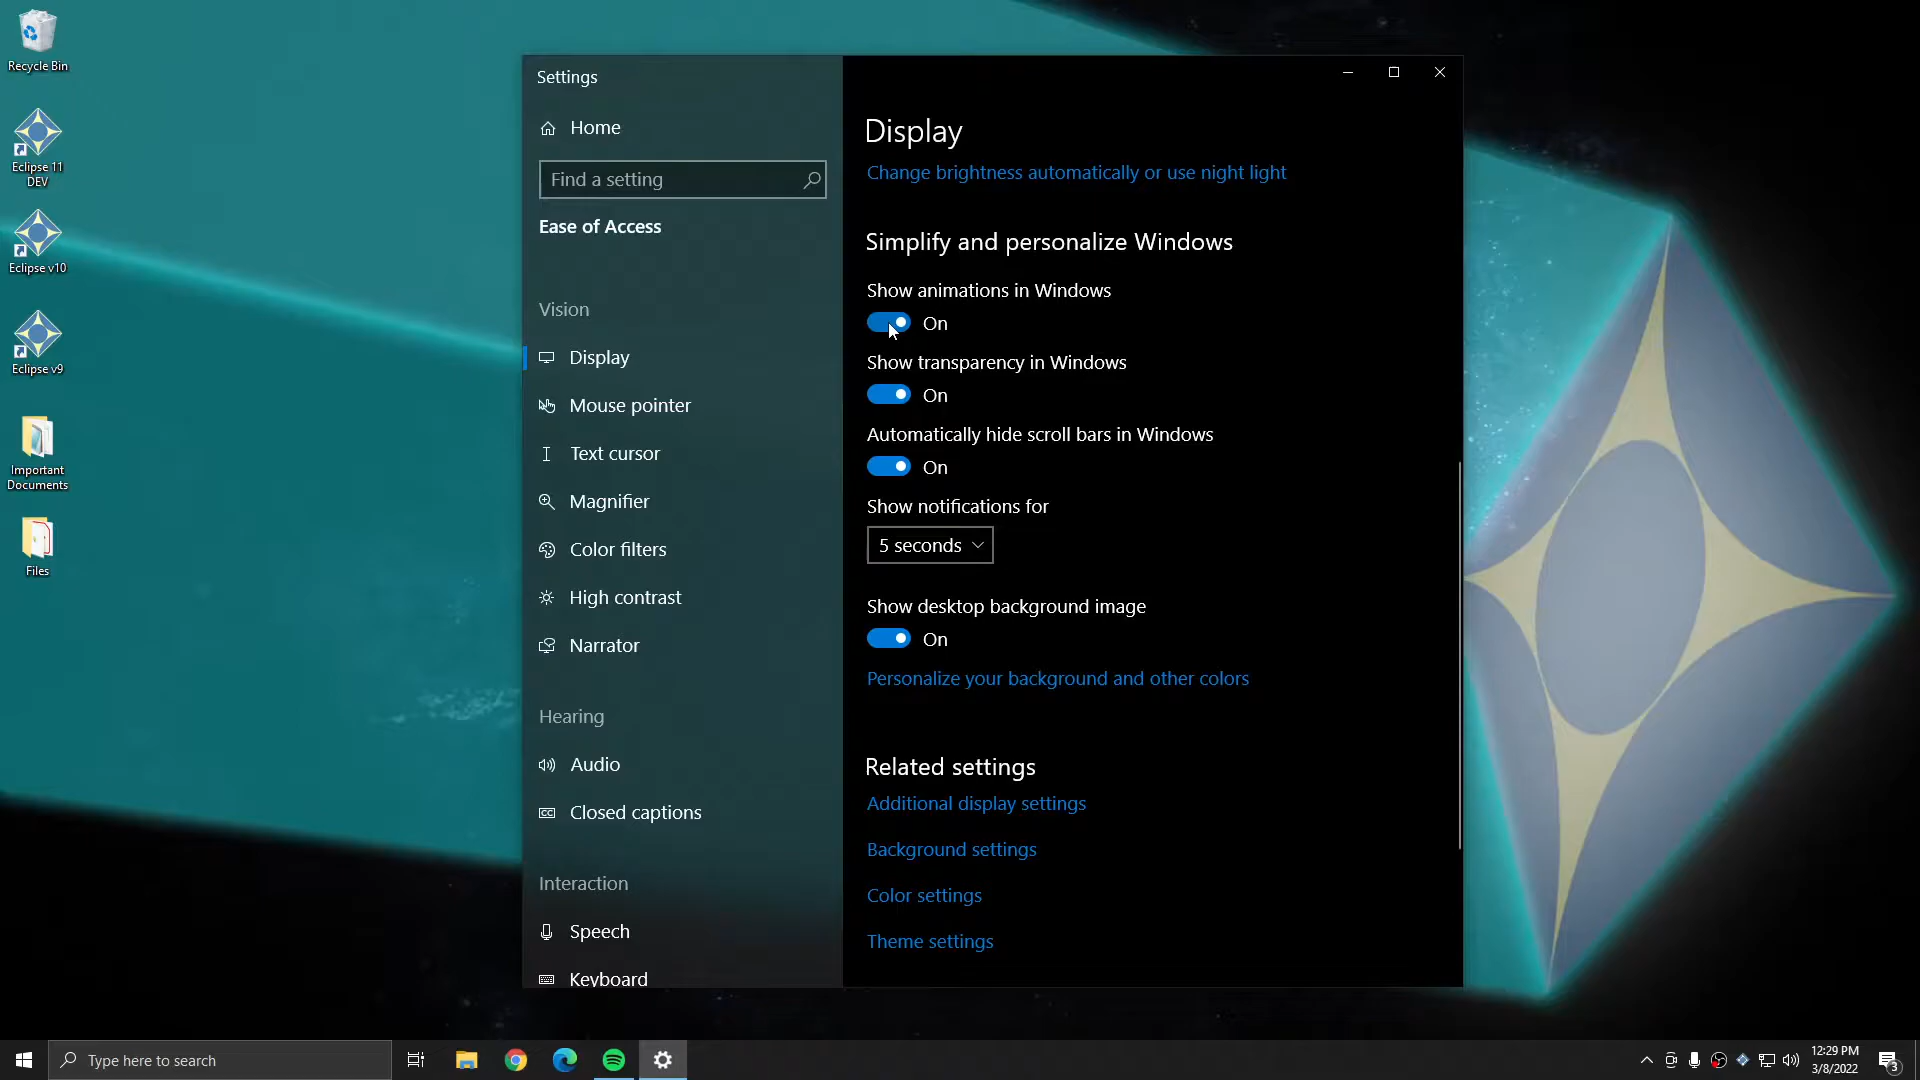 Recycle Bin
Eclipse 11
DEV
Eclipse v10
Eclipse v9
Important
Documents
Files
Settings
Home
Find a setting
Ease of Access
Vision
Display
Mouse pointer
Text cursor
Magnifier
Color filters
High contrast
Narrator
Hearing
Audio
Closed captions
Interaction
Speech
Keyboard
Display
Change brightness automatically or use night light
Simplify and personalize Windows
Show animations in Windows
On
Show transparency in Windows
On
Automatically hide scroll bars in Windows
On
Show notifications for
5 seconds
Show desktop background image
On
Personalize your background and other colors
Related settings
Additional display settings
Background settings
Color settings
Theme settings
Type here to search
12:29 PM
3/8/2022
3